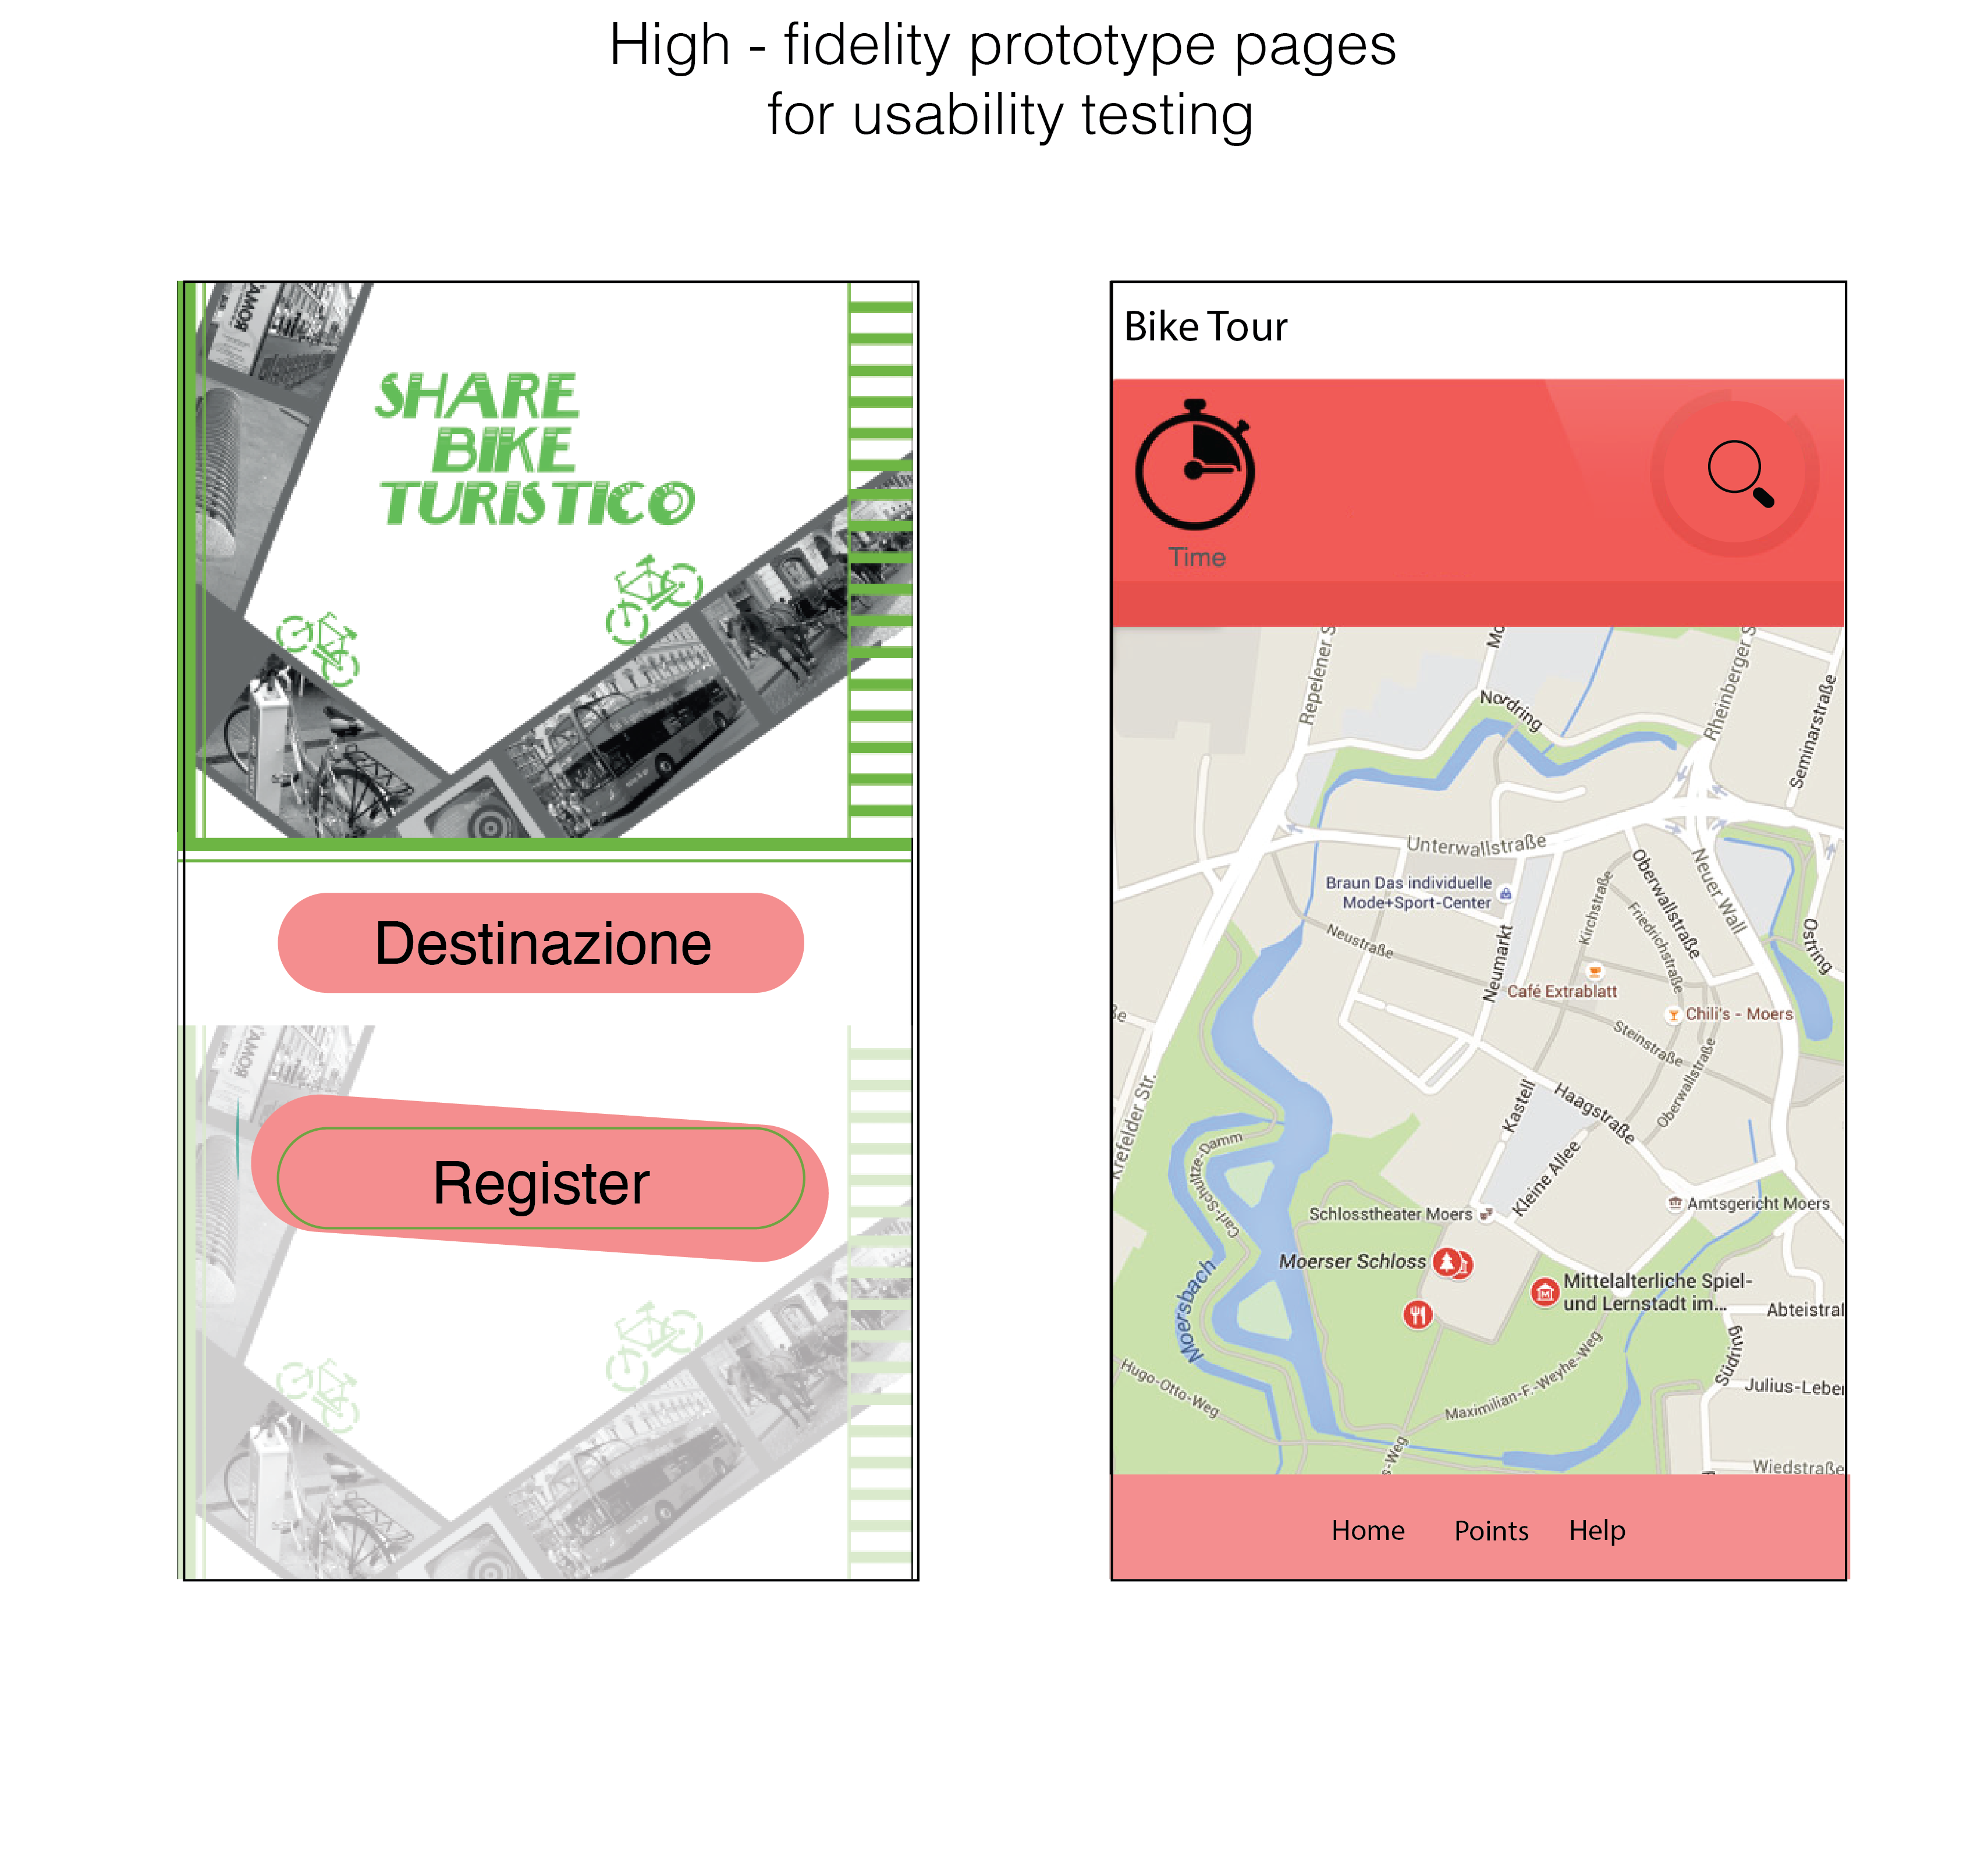 High - fidelity prototype pages
for usability testing
SHARE
BIKE
TURISTICO
Destinazione
Register
Bike Tour
Time
Repelener S
Mo
Rheinberger S
Seminarstraße
Nordring
Unterwallstraße
Braun Das individuelle
Mode+Sport-Center
Neustraße
Neumarkt
Kirchstraße
Friedrichstraße
Oberwallstraße
Neuer Wall
Ostring
Café Extrablatt
Chili's - Moers
Steinstraße
Oberwallstraße
ße
Krefelder Str.
Kastell
Haagstraße
Carl-Schultze-Damm
Kleine Allee
Schlosstheater Moers
Amtsgericht Moers
Moerser Schloss
Mittelalterliche Spiel-
und Lernstadt im...
Abteistraß
Moersbach
Südring
Hugo-Otto-Weg
Maximilian-F.-Weyhe-Weg
Julius-Leber
s-Weg
Wiedstraße
Home Points Help